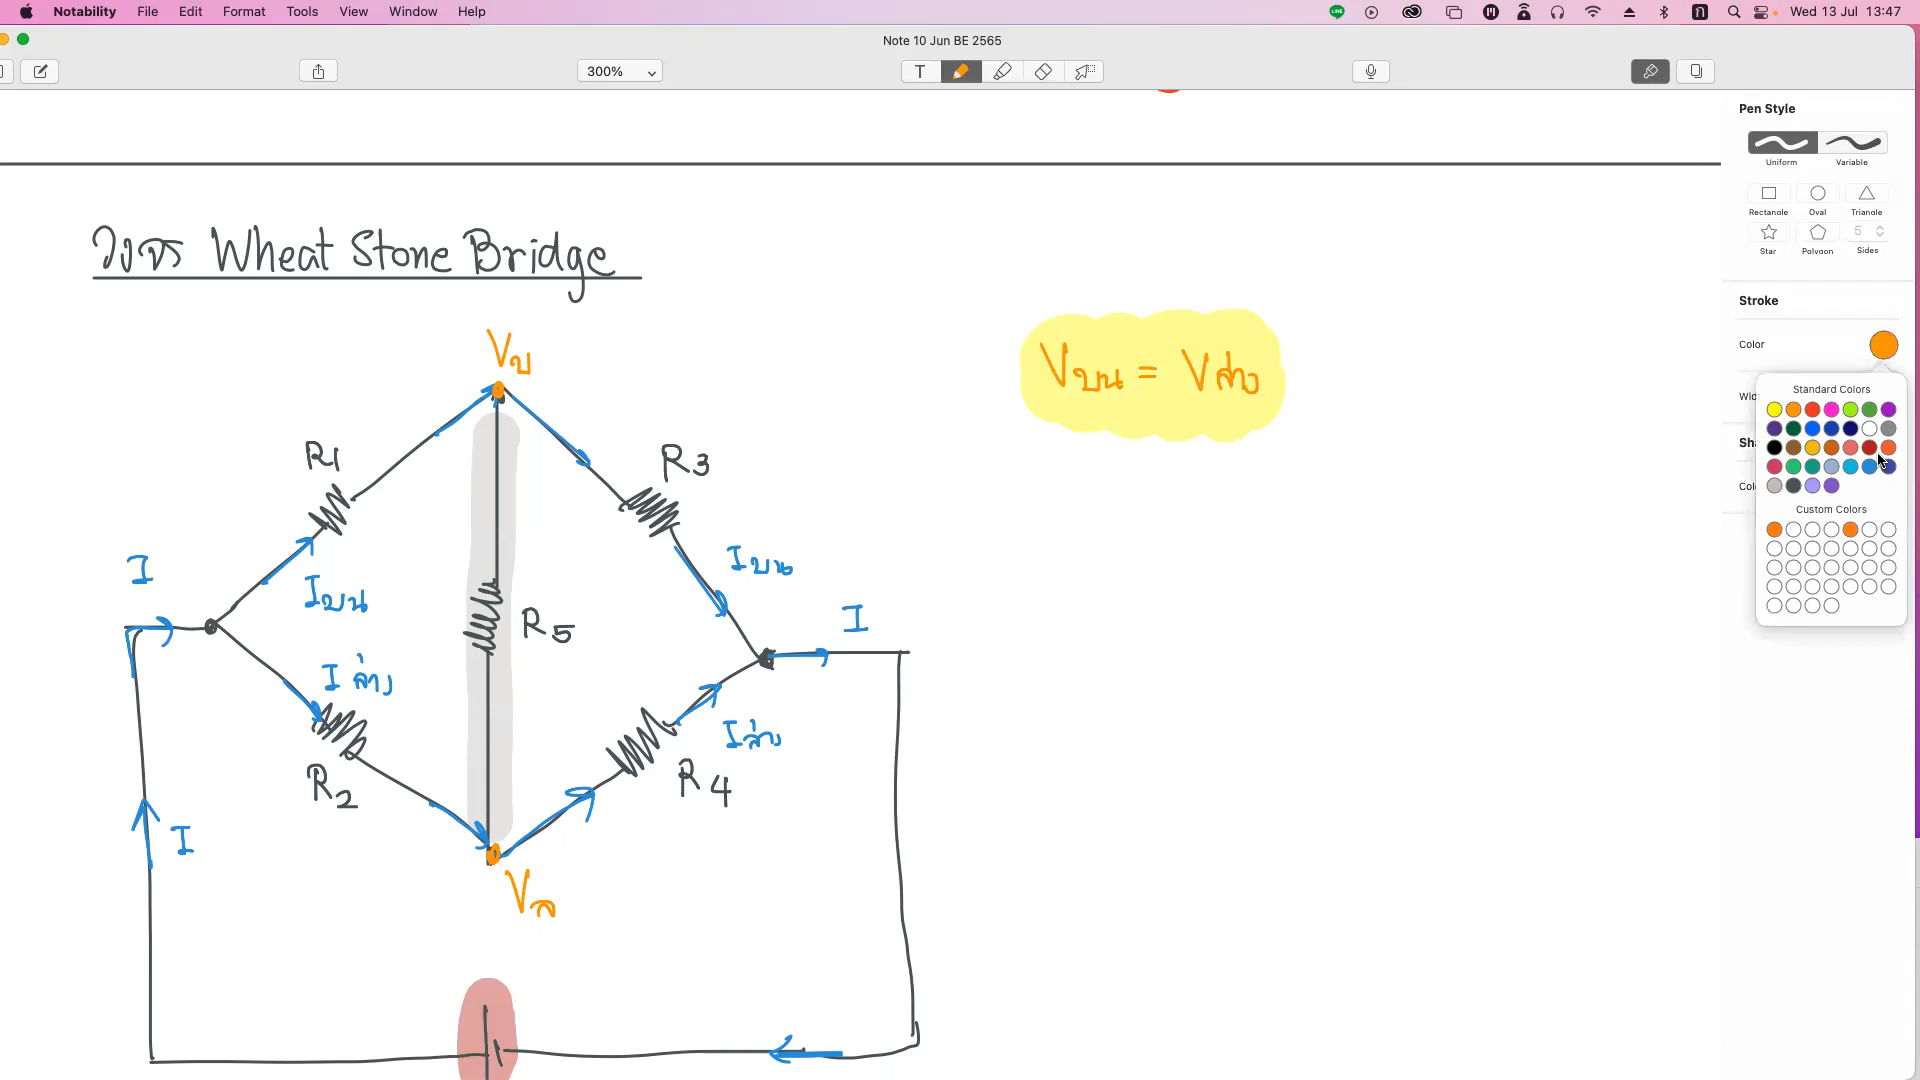 Notability File Edit Format Tools View Window Help
Wed 13 Jul 13:47
Note 10 Jun BE 2565
300%
T
Pen Style
Uniform Variable
Rectangle Oval Triangle
5
Star Polygon Sides
Stroke
Color
Standard Colors
Custom Colors
วงจร Wheat Stone Bridge
Vบ
Vบน = Vล่าง
R1
R3
I
Iบน
Iบน
R5
I
I ล่าง
Iล่าง
R2
R4
I
Vล